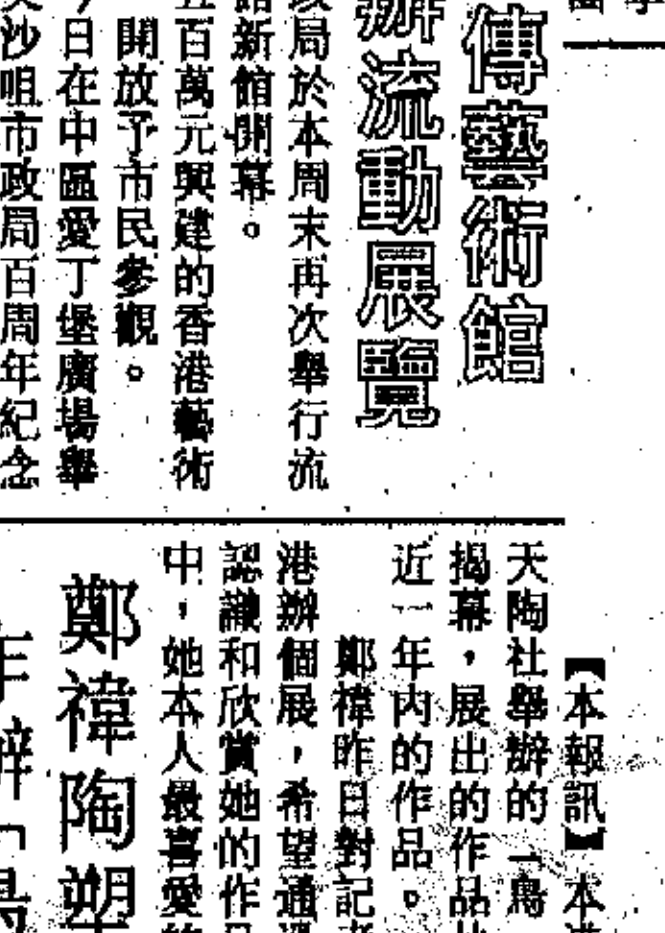 傳藝術館
辦流動展覽
局於本周末再次舉行流
館新館開幕。
百萬元興建的香港藝術
開放予市民參觀。
日在中區愛丁堡廣場舉
沙咀市政局百周年紀念
【本報訊】本港
天陶社舉辦的「鳥
揭幕，展出的作品
近一年內的作品。
鄭禕昨日對記
港辦個展，希望通過
認識和欣賞她的作品
中，她本人最喜愛的
鄭禕陶塑